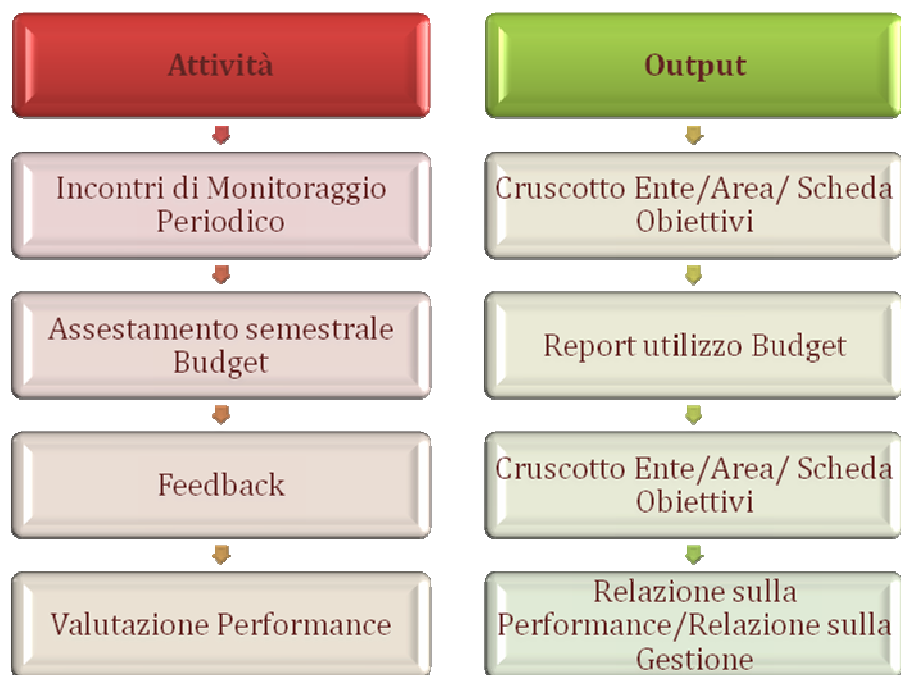 Attività
Incontri di Monitoraggio
Periodico
Assestamento semestrale
Budget
Feedback
Valutazione Performance
Output
Cruscotto Ente/Area/ Scheda
Obiettivi
Report utilizzo Budget
Cruscotto Ente/Area/ Scheda
Obiettivi
Relazione sulla
Performance/Relazione sulla
Gestione